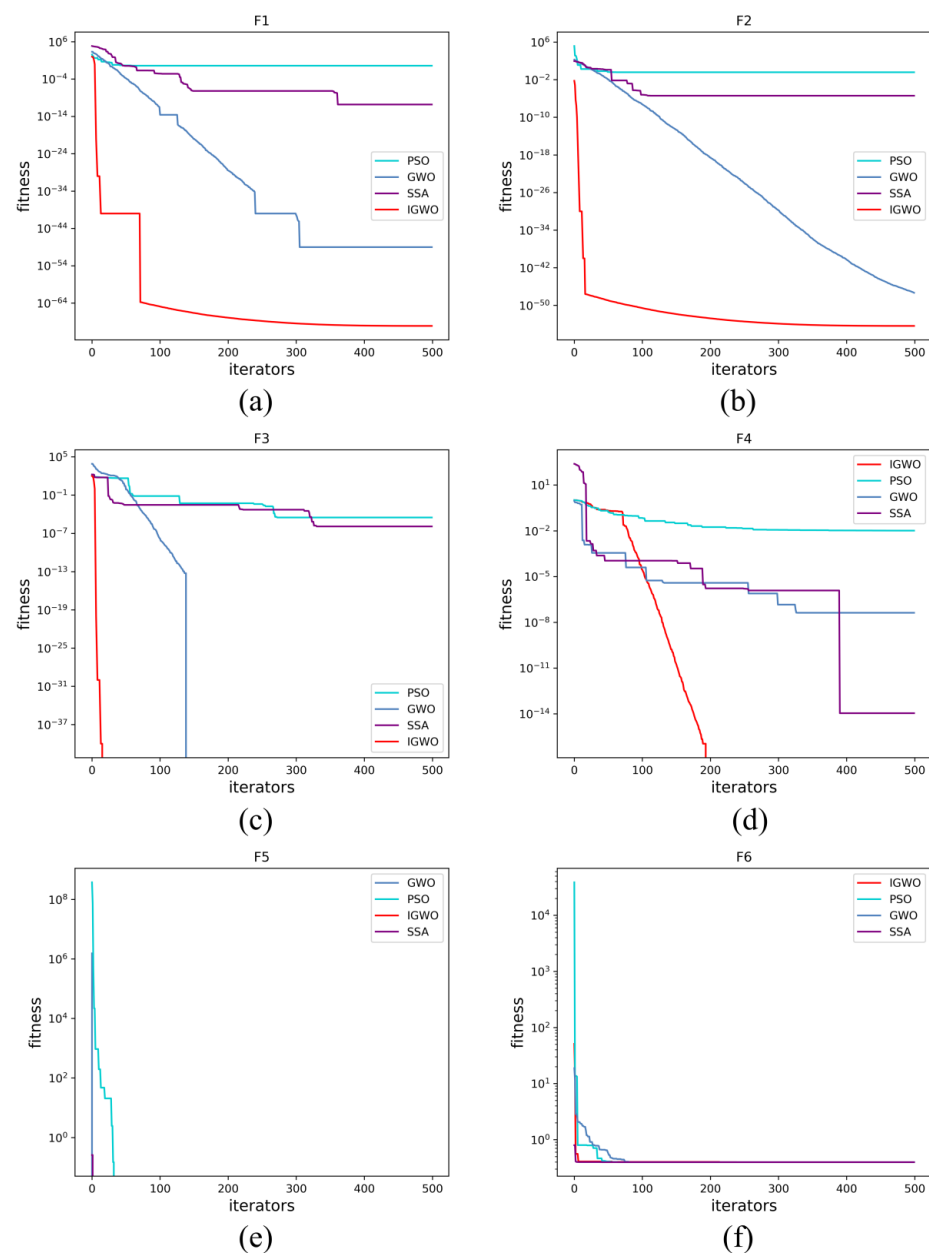 F1
10^6
10^-4
10^-14
10^-24
10^-34
10^-44
10^-54
10^-64
fitness
PSO
GWO
SSA
IGWO
0 100 200 300 400 500
iterators
(a)
F2
10^6
10^-2
10^-10
10^-18
10^-26
10^-34
10^-42
10^-50
fitness
PSO
GWO
SSA
IGWO
0 100 200 300 400 500
iterators
(b)
F3
10^5
10^-1
10^-7
10^-13
10^-19
10^-25
10^-31
10^-37
fitness
PSO
GWO
SSA
IGWO
0 100 200 300 400 500
iterators
(c)
F4
10^1
10^-2
10^-5
10^-8
10^-11
10^-14
fitness
IGWO
PSO
GWO
SSA
0 100 200 300 400 500
iterators
(d)
F5
10^8
10^6
10^4
10^2
10^0
fitness
GWO
PSO
IGWO
SSA
0 100 200 300 400 500
iterators
(e)
F6
10^4
10^3
10^2
10^1
10^0
fitness
IGWO
PSO
GWO
SSA
0 100 200 300 400 500
iterators
(f)